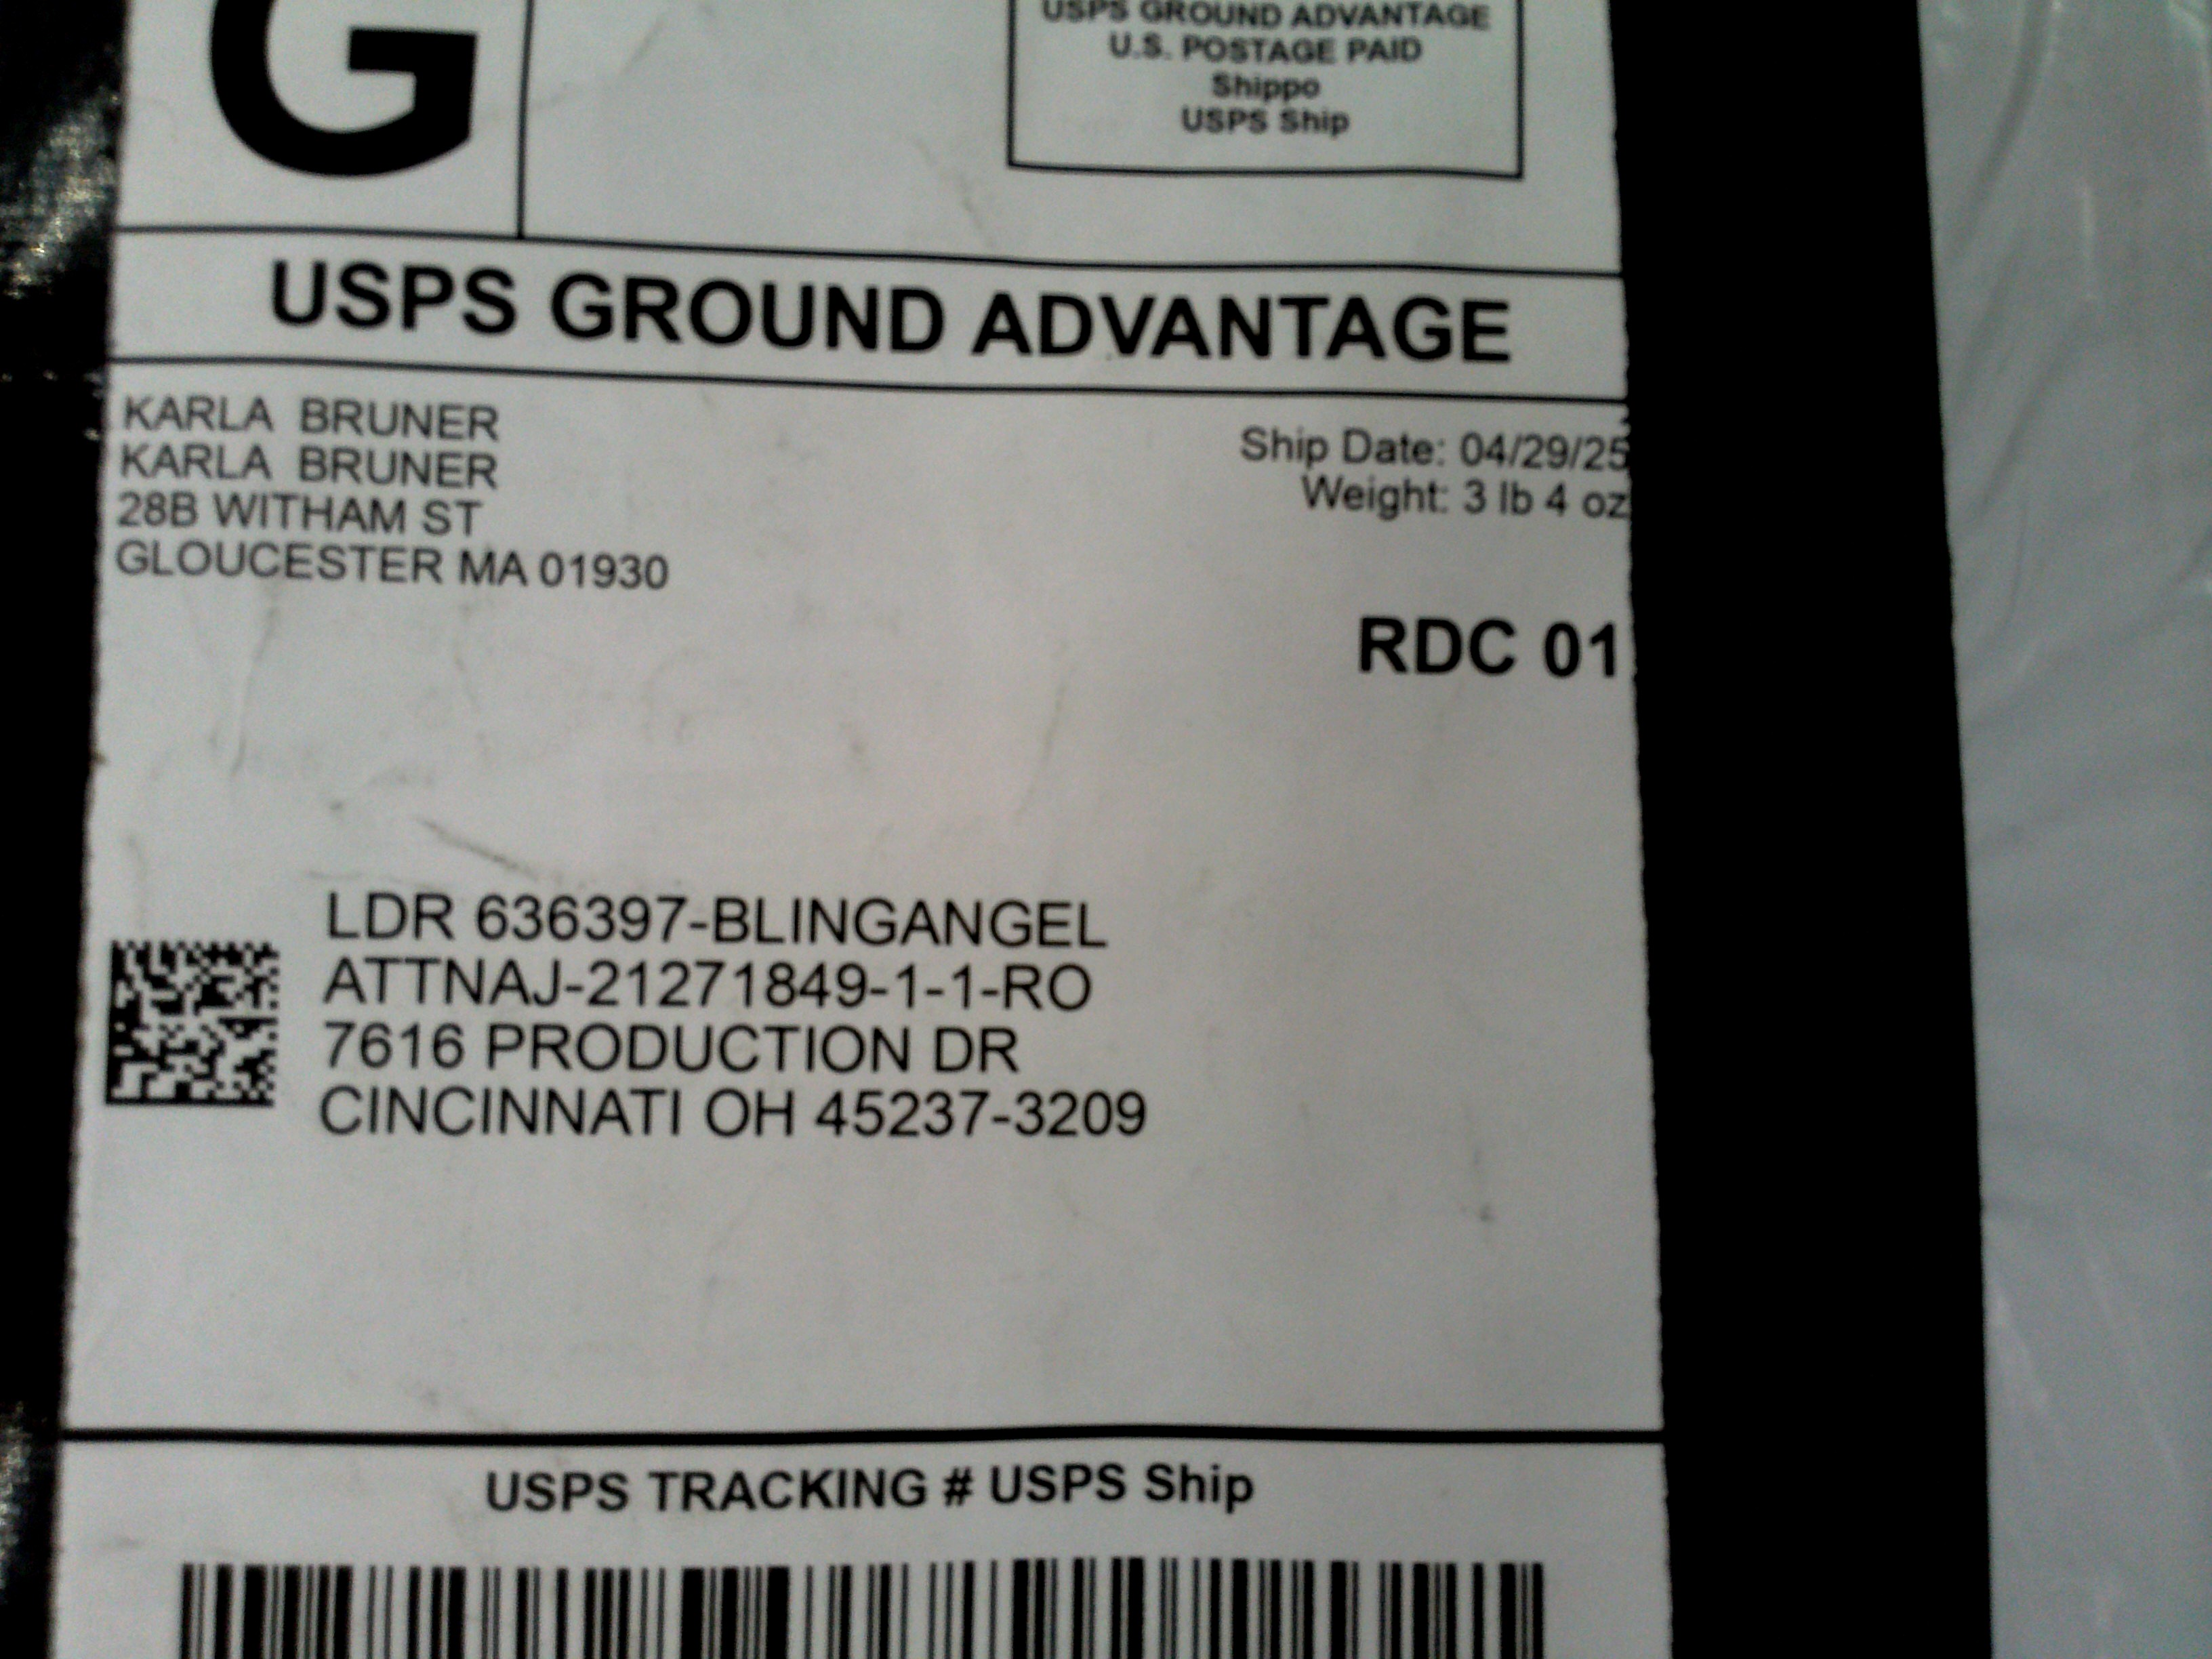 G
USPS GROUND ADVANTAGE
U.S. POSTAGE PAID
Shippo
USPS Ship
USPS GROUND ADVANTAGE
KARLA BRUNER
KARLA BRUNER
28B WITHAM ST
GLOUCESTER MA 01930
Ship Date: 04/29/25
Weight: 3 lb 4 oz
RDC 01
LDR 636397-BLINGANGEL
ATTNAJ-21271849-1-1-RO
7616 PRODUCTION DR
CINCINNATI OH 45237-3209
USPS TRACKING # USPS Ship